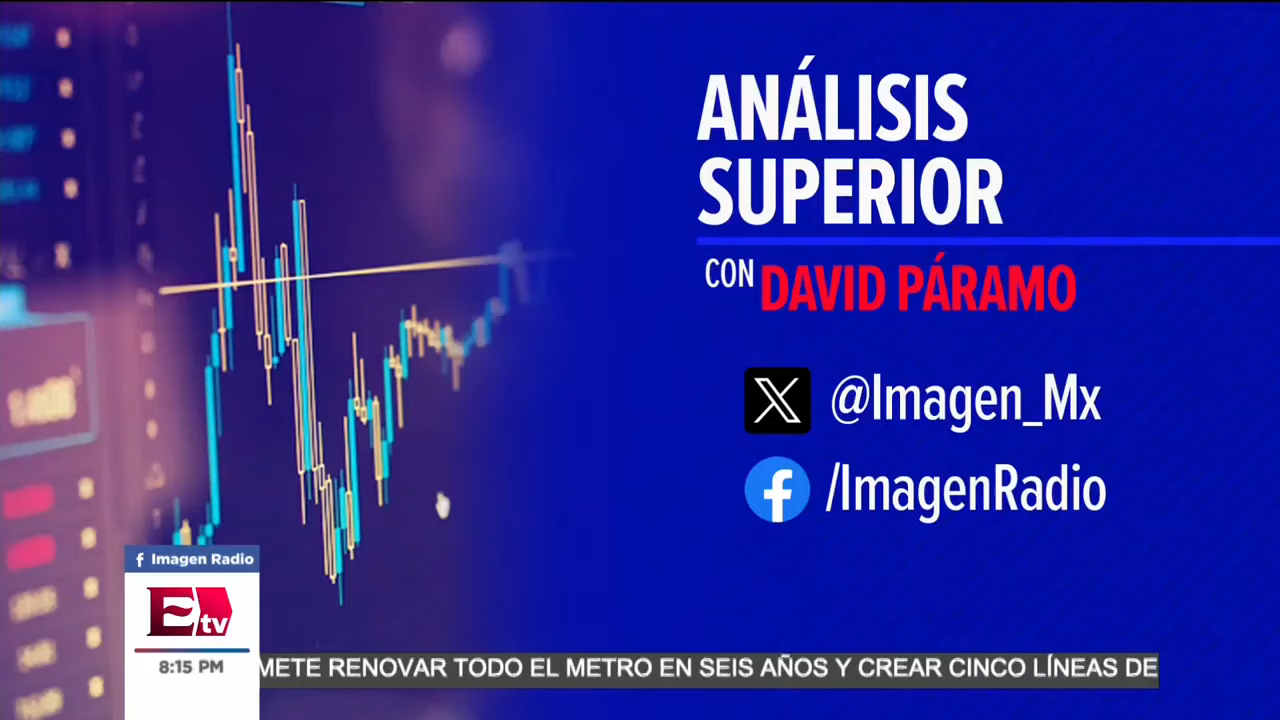 ANÁLISIS
SUPERIOR
CON DAVID PÁRAMO
@Imagen_Mx
/ImagenRadio
f Imagen Radio
Etv
8:15 PM
METE RENOVAR TODO EL METRO EN SEIS AÑOS Y CREAR CINCO LÍNEAS DE